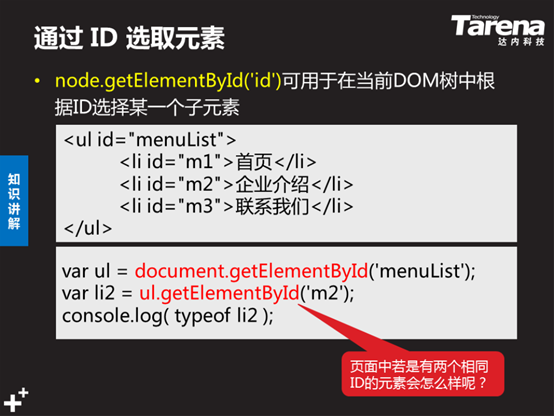 通过 ID 选取元素
Technology
Tarena
达内科技
• node.getElementById('id')可用于在当前DOM树中根
据ID选择某一个子元素
<ul id="menuList">
<li id="m1">首页</li>
<li id="m2">企业介绍</li>
<li id="m3">联系我们</li>
</ul>
知识讲解
var ul = document.getElementById('menuList');
var li2 = ul.getElementById('m2');
console.log( typeof li2 );
页面中若是有两个相同
ID的元素会怎么样呢？